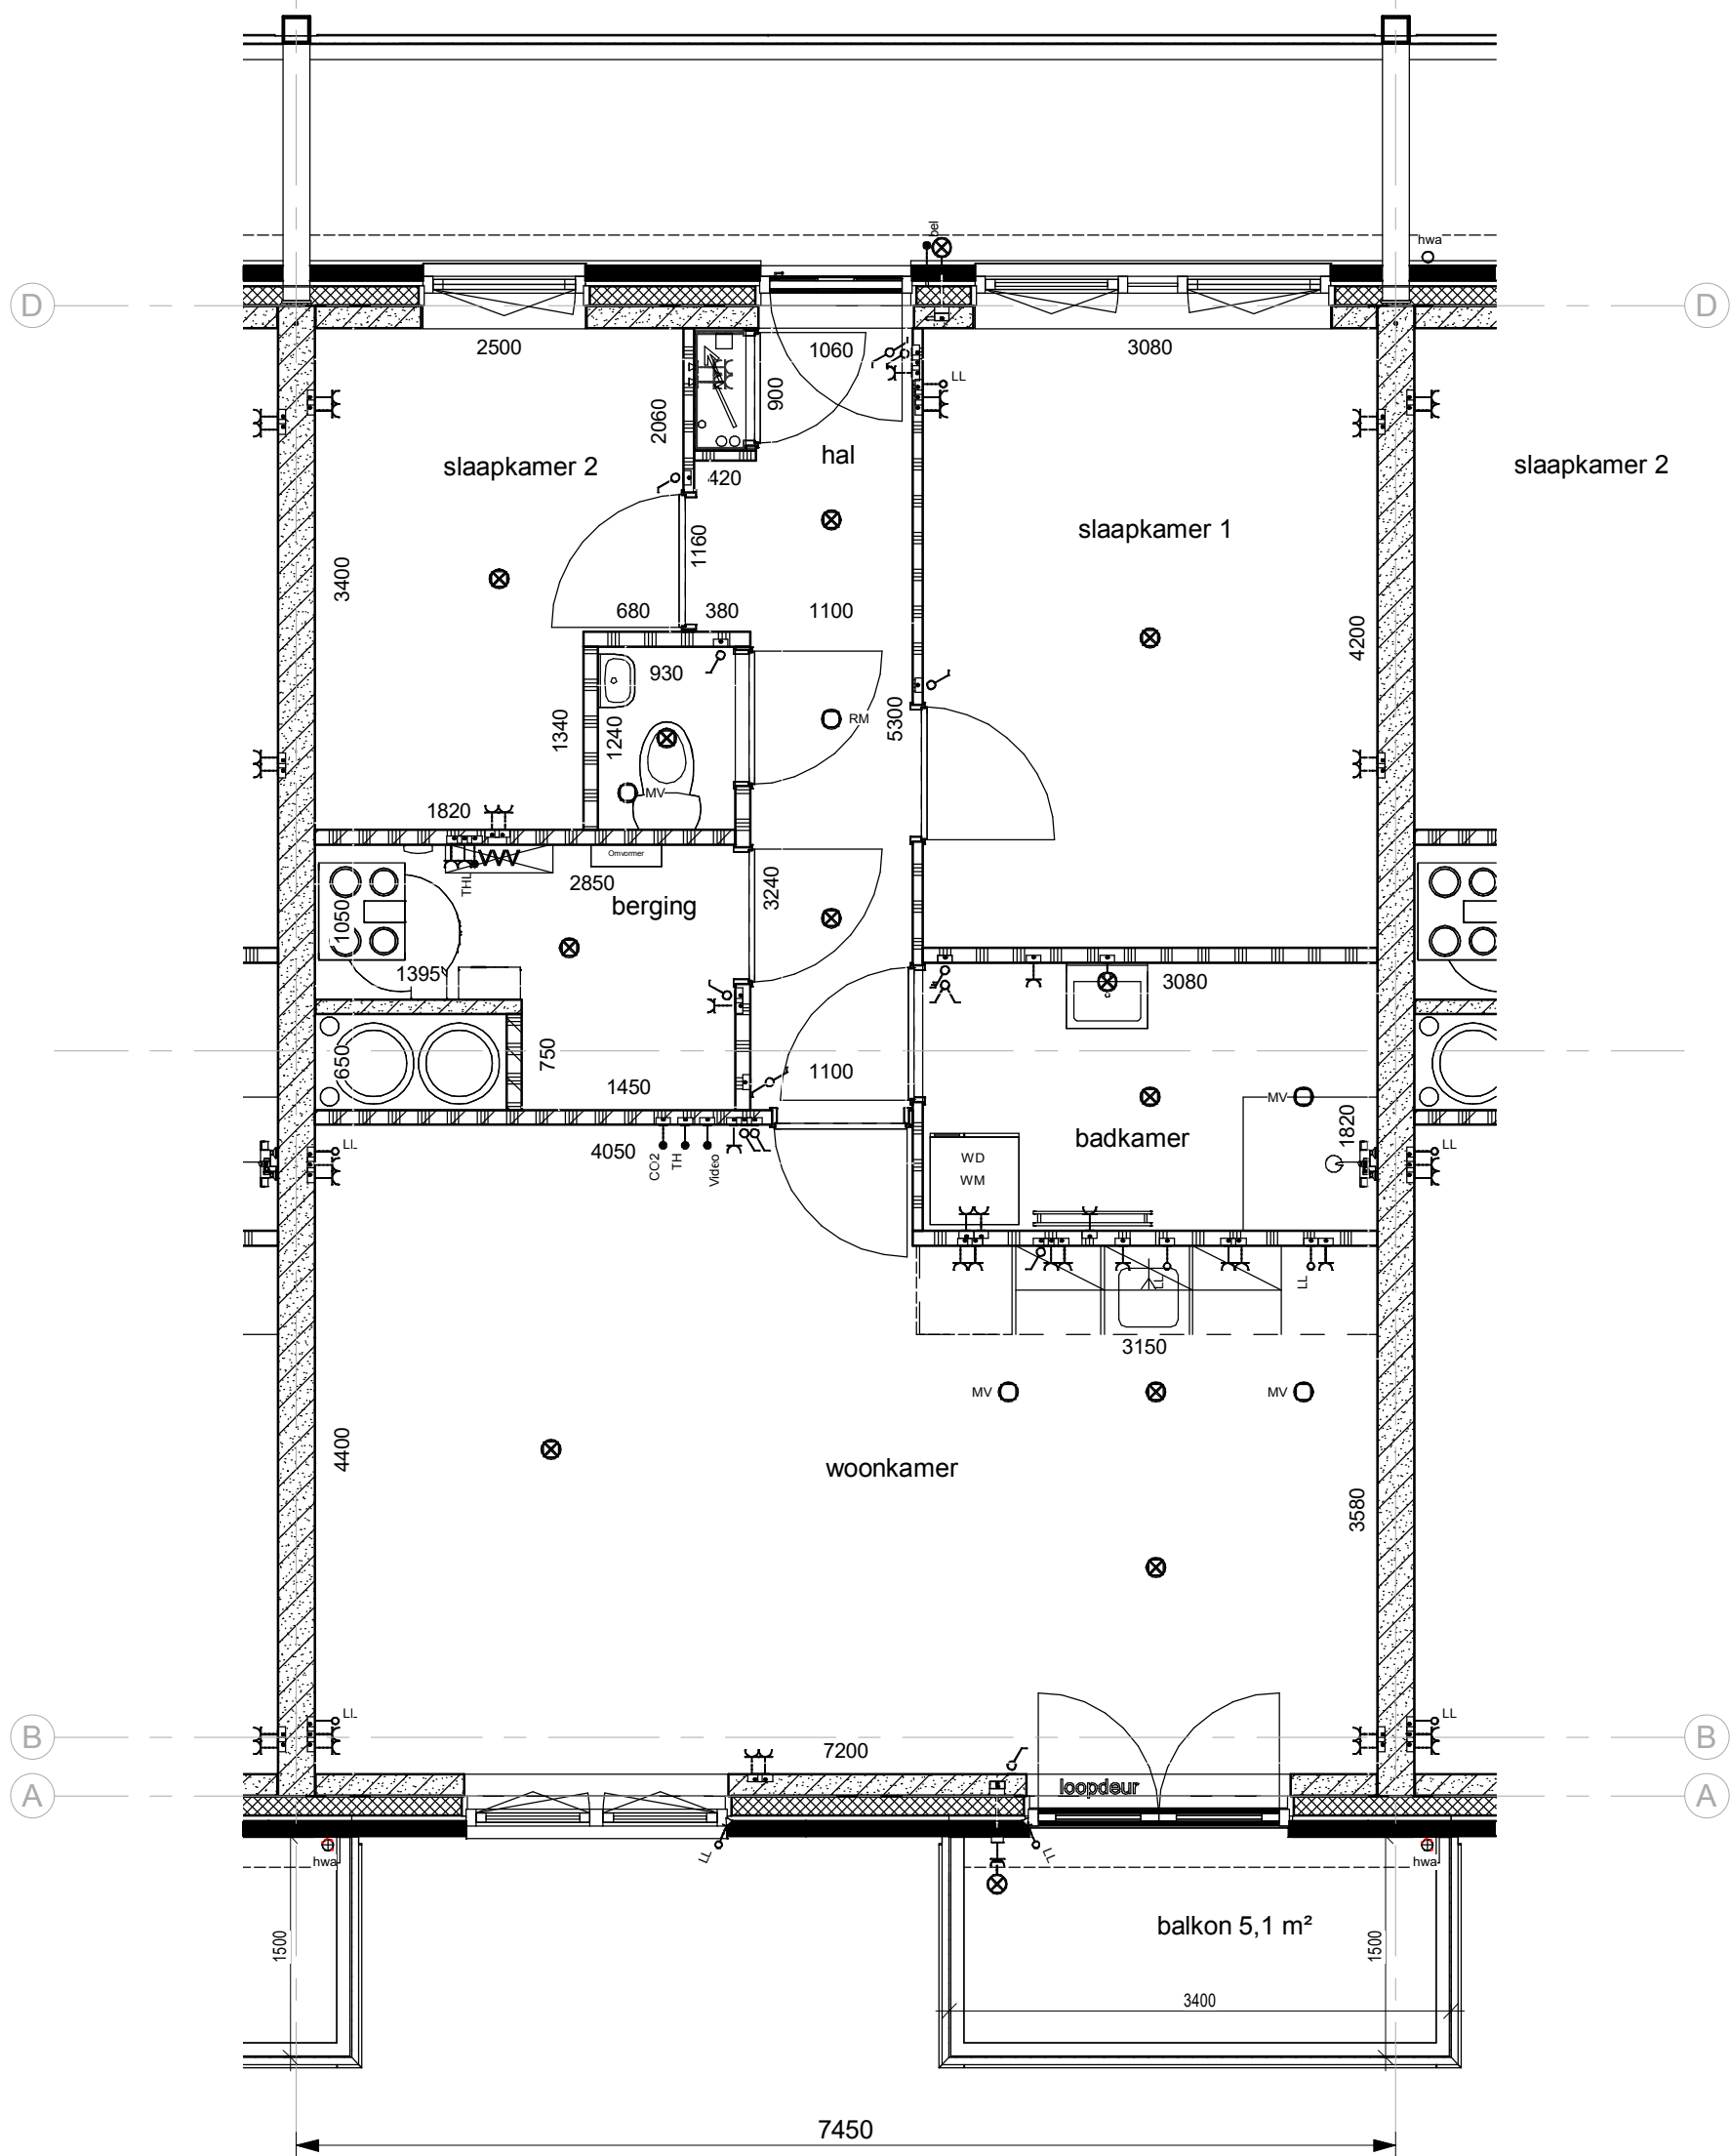 bel
hwa
D
D
2500
1060
3080
LL
900
2060
hal
slaapkamer 2
420
slaapkamer 2
slaapkamer 1
1160
3400
680
380
1100
4200
930
RM
5300
1340
1240
MV
1820
Omvormer
THL
2850
3240
berging
1050
1395
3080
650
750
1100
1450
MV
badkamer
1820
LL
4050
LL
CO2
TH
Video
WD
WM
LL
LL
3150
MV
MV
4400
woonkamer
3580
LL
LL
B
7200
B
loopdeur
A
A
LL
LL
hwa
hwa
balkon 5,1 m²
1500
1500
3400
7450